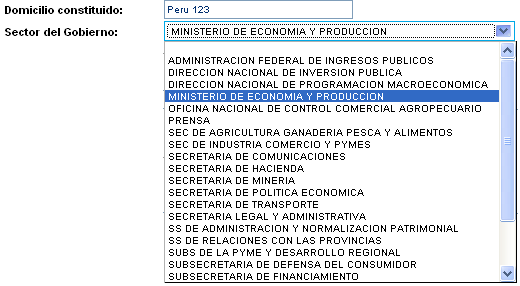 Domicilio constituido: Peru 123
Sector del Gobierno: MINISTERIO DE ECONOMIA Y PRODUCCION
ADMINISTRACION FEDERAL DE INGRESOS PUBLICOS
DIRECCION NACIONAL DE INVERSION PUBLICA
DIRECCION NACIONAL DE PROGRAMACION MACROECONOMICA
MINISTERIO DE ECONOMIA Y PRODUCCION
OFICINA NACIONAL DE CONTROL COMERCIAL AGROPECUARIO
PRENSA
SEC DE AGRICULTURA GANADERIA PESCA Y ALIMENTOS
SEC DE INDUSTRIA COMERCIO Y PYMES
SECRETARIA DE COMUNICACIONES
SECRETARIA DE HACIENDA
SECRETARIA DE MINERIA
SECRETARIA DE POLITICA ECONOMICA
SECRETARIA DE TRANSPORTE
SECRETARIA LEGAL Y ADMINISTRATIVA
SS DE ADMINISTRACION Y NORMALIZACION PATRIMONIAL
SS DE RELACIONES CON LAS PROVINCIAS
SUBS DE LA PYME Y DESARROLLO REGIONAL
SUBSECRETARIA DE DEFENSA DEL CONSUMIDOR
SUBSECRETARIA DE FINANCIAMIENTO